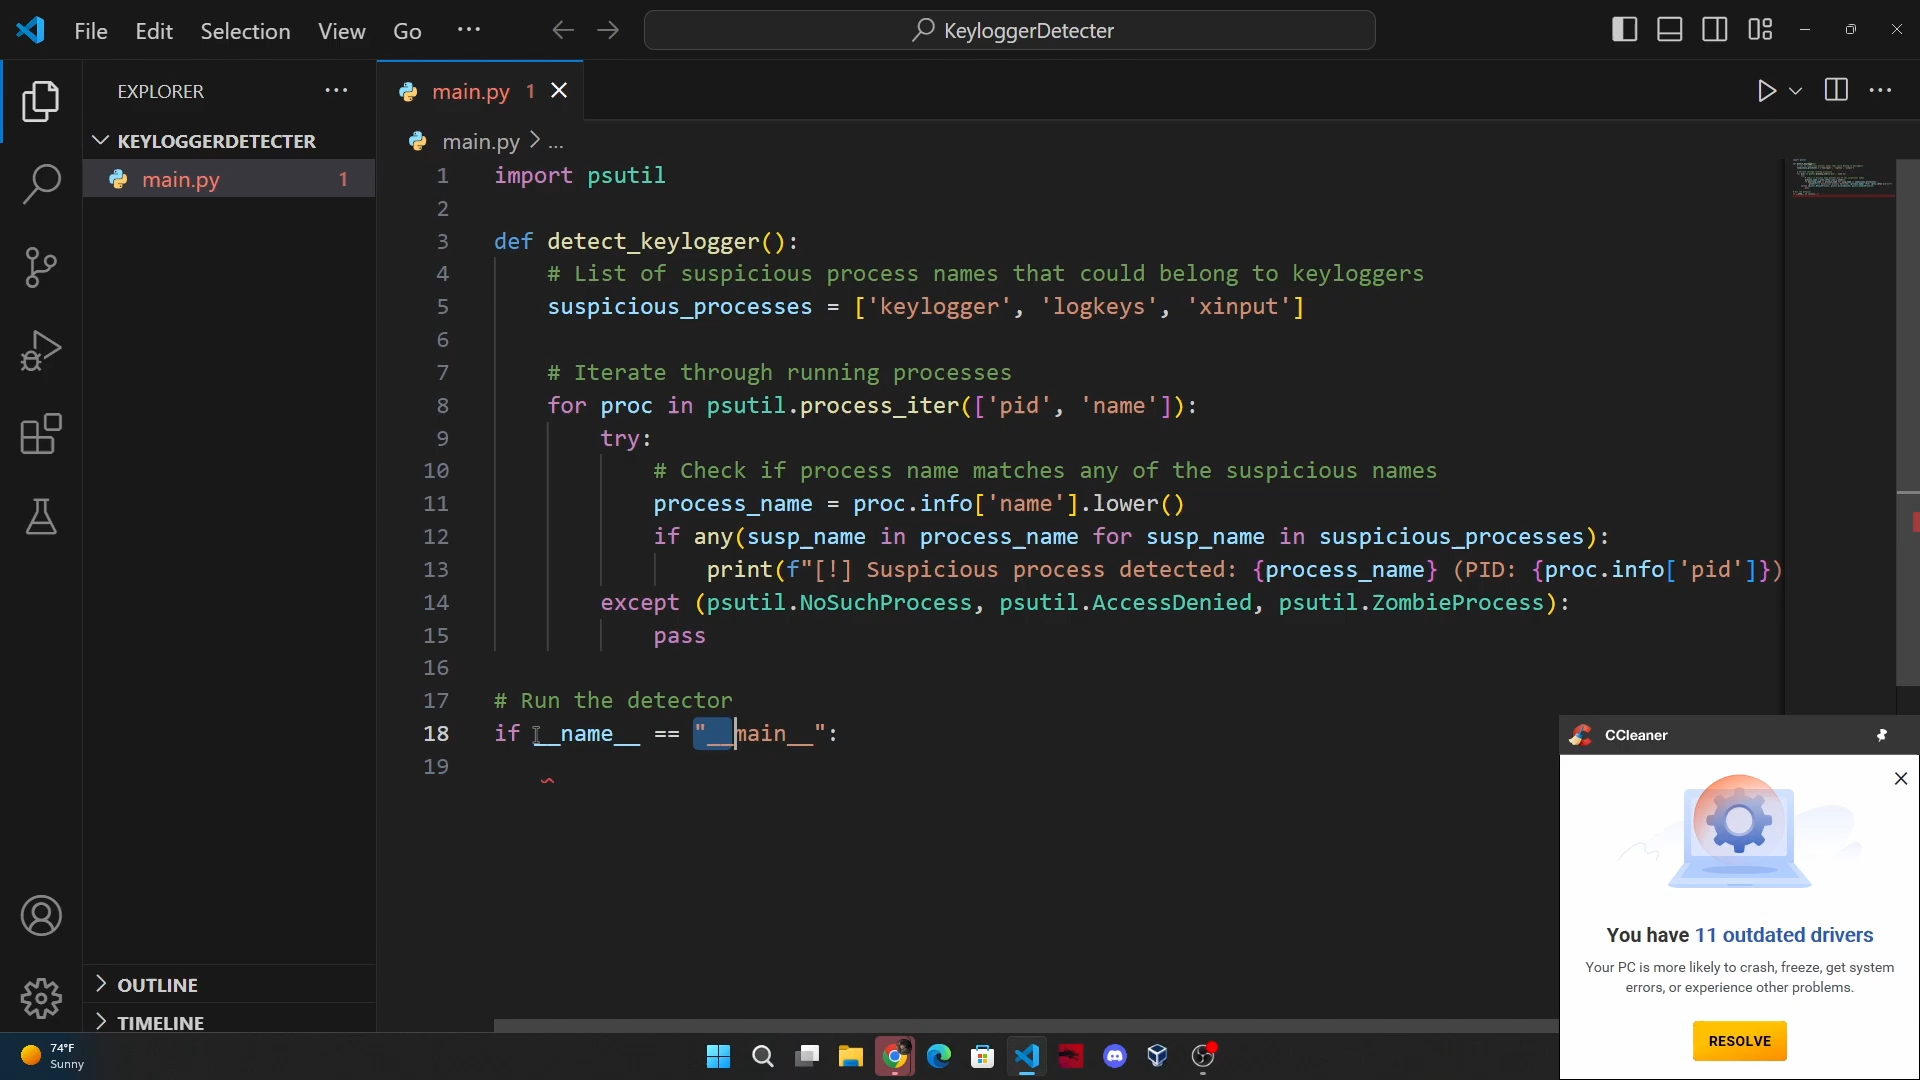 File Edit Selection View Go ···
KeyloggerDetecter
EXPLORER ···
KEYLOGGERDETECTER
main.py 1
OUTLINE
TIMELINE
main.py 1
main.py > ...
1 import psutil
2
3 def detect_keylogger():
4     # List of suspicious process names that could belong to keyloggers
5     suspicious_processes = ['keylogger', 'logkeys', 'xinput']
6
7     # Iterate through running processes
8     for proc in psutil.process_iter(['pid', 'name']):
9         try:
10             # Check if process name matches any of the suspicious names
11             process_name = proc.info['name'].lower()
12             if any(susp_name in process_name for susp_name in suspicious_processes):
13                 print(f"[!] Suspicious process detected: {process_name} (PID: {proc.info['pid']})
14         except (psutil.NoSuchProcess, psutil.AccessDenied, psutil.ZombieProcess):
15             pass
16
17 # Run the detector
18 if __name__ == "__main__":
19
CCleaner
You have 11 outdated drivers
Your PC is more likely to crash, freeze, get system
errors, or experience other problems.
RESOLVE
74°F
Sunny